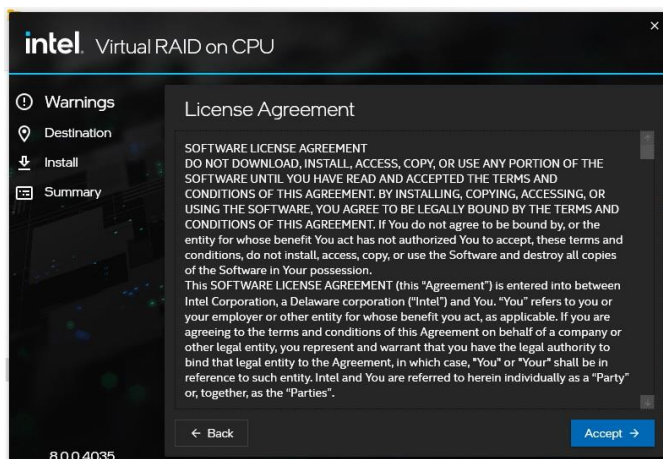 intel. Virtual RAID on CPU
Warnings
Destination
Install
Summary
8.0.0.4035
License Agreement
SOFTWARE LICENSE AGREEMENT
DO NOT DOWNLOAD, INSTALL, ACCESS, COPY, OR USE ANY PORTION OF THE
SOFTWARE UNTIL YOU HAVE READ AND ACCEPTED THE TERMS AND
CONDITIONS OF THIS AGREEMENT. BY INSTALLING, COPYING, ACCESSING, OR
USING THE SOFTWARE, YOU AGREE TO BE LEGALLY BOUND BY THE TERMS AND
CONDITIONS OF THIS AGREEMENT. If You do not agree to be bound by, or the
entity for whose benefit You act has not authorized You to accept, these terms and
conditions, do not install, access, copy, or use the Software and destroy all copies
of the Software in Your possession.
This SOFTWARE LICENSE AGREEMENT (this “Agreement”) is entered into between
Intel Corporation, a Delaware corporation (“Intel”) and You. “You” refers to you or
your employer or other entity for whose benefit you act, as applicable. If you are
agreeing to the terms and conditions of this Agreement on behalf of a company or
other legal entity, you represent and warrant that you have the legal authority to
bind that legal entity to the Agreement, in which case, "You" or "Your" shall be in
reference to such entity. Intel and You are referred to herein individually as a “Party”
or, together, as the “Parties”.
← Back
Accept →